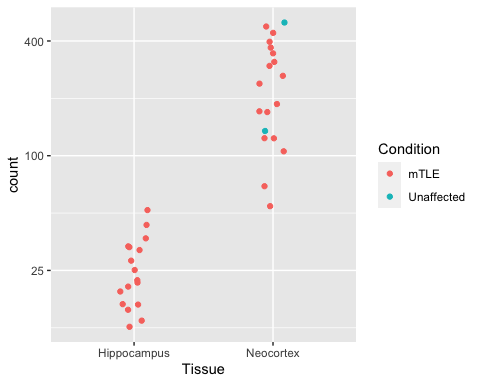 400
100
25
count
Hippocampus
Neocortex
Tissue
Condition
mTLE
Unaffected